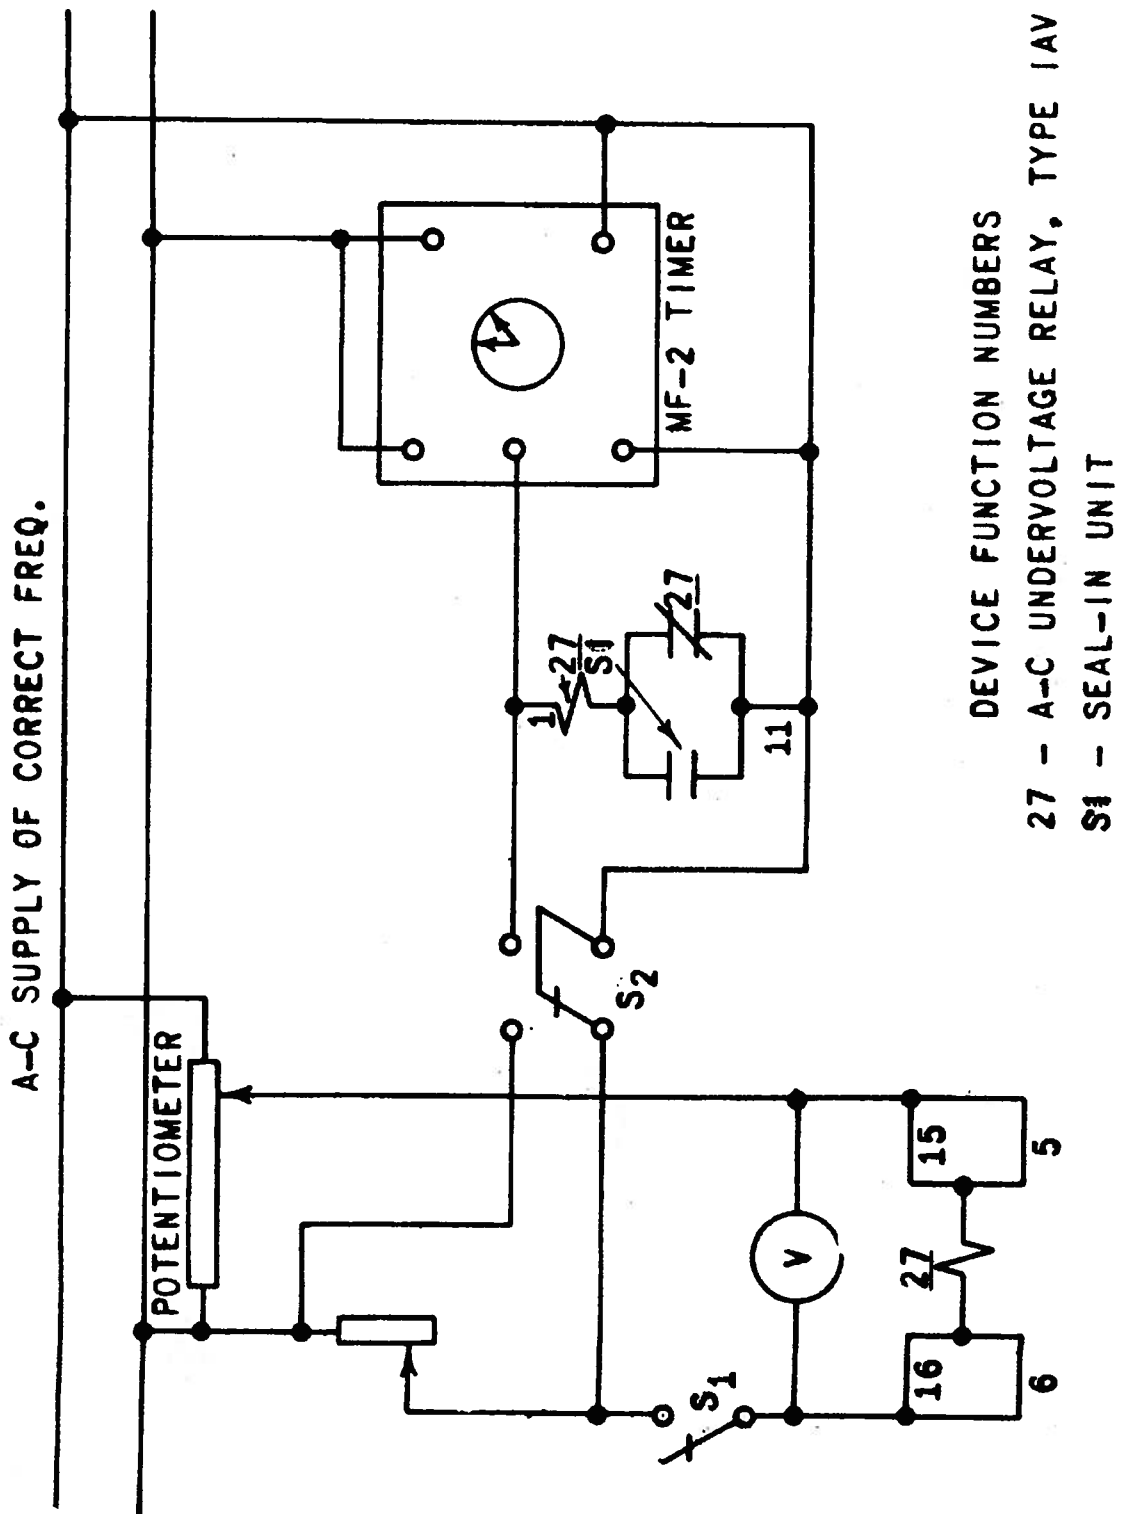 A-C SUPPLY OF CORRECT FREQ.
POTENTIOMETER
MF-2 TIMER
1
27
SI
27
11
S2
S1
V
16
15
27
6
5
DEVICE FUNCTION NUMBERS
27 - A-C UNDERVOLTAGE RELAY, TYPE IAV
SI - SEAL-IN UNIT